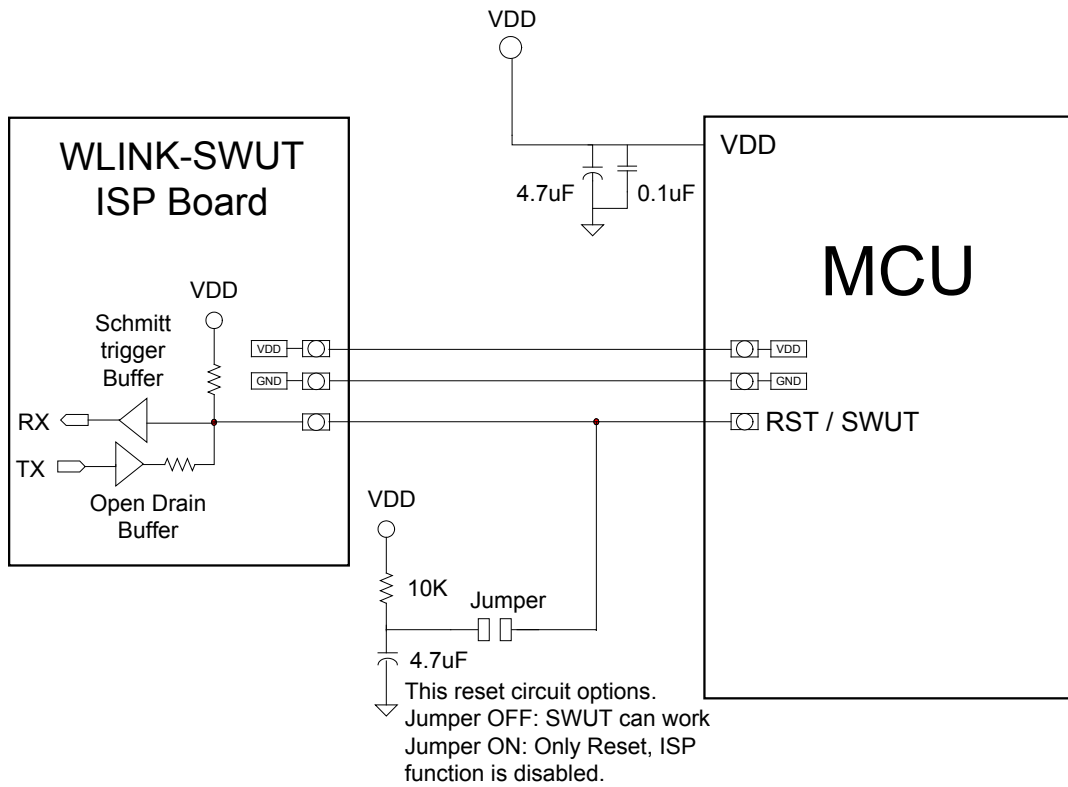 VDD
WLINK-SWUT
ISP Board
VDD
4.7uF
0.1uF
MCU
VDD
Schmitt
trigger
Buffer
VDD
VDD
GND
GND
RX
RST / SWUT
TX
Open Drain
Buffer
VDD
10K
Jumper
4.7uF
This reset circuit options.
Jumper OFF: SWUT can work
Jumper ON: Only Reset, ISP
function is disabled.